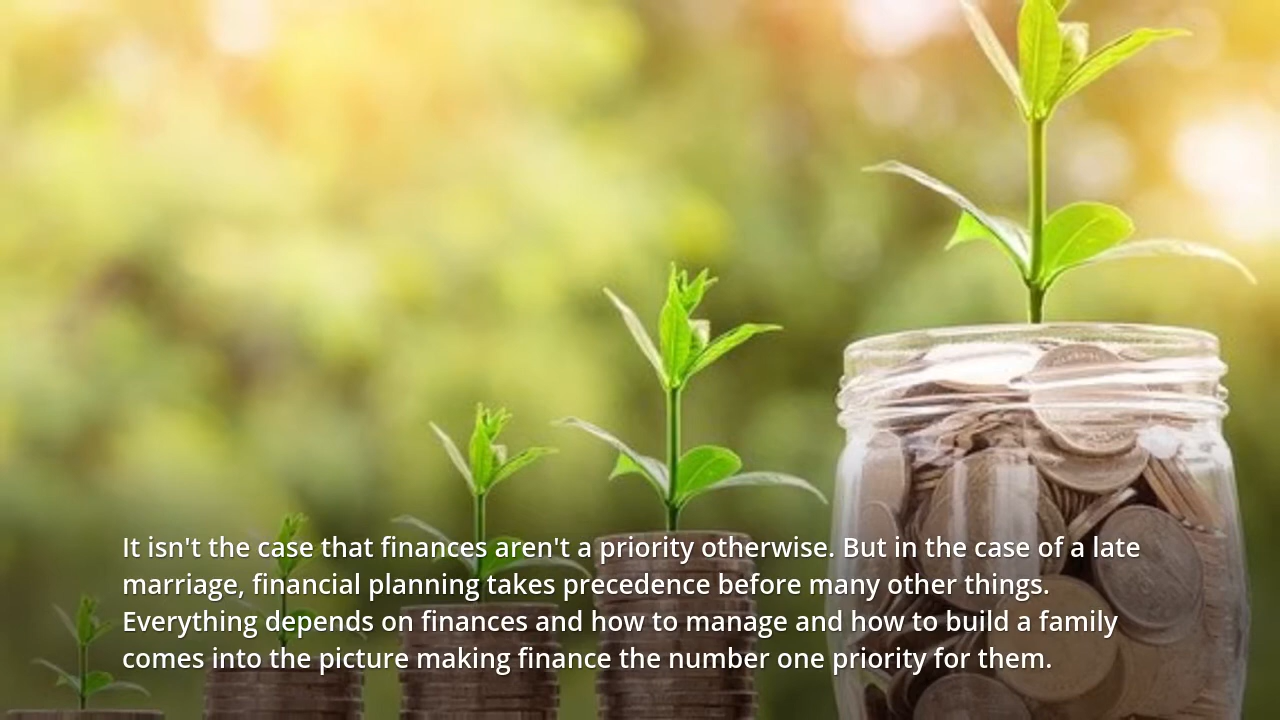 It isn't the case that finances aren't a priority otherwise. But in the case of a late
marriage, financial planning takes precedence before many other things.
Everything depends on finances and how to manage and how to build a family
comes into the picture making finance the number one priority for them.